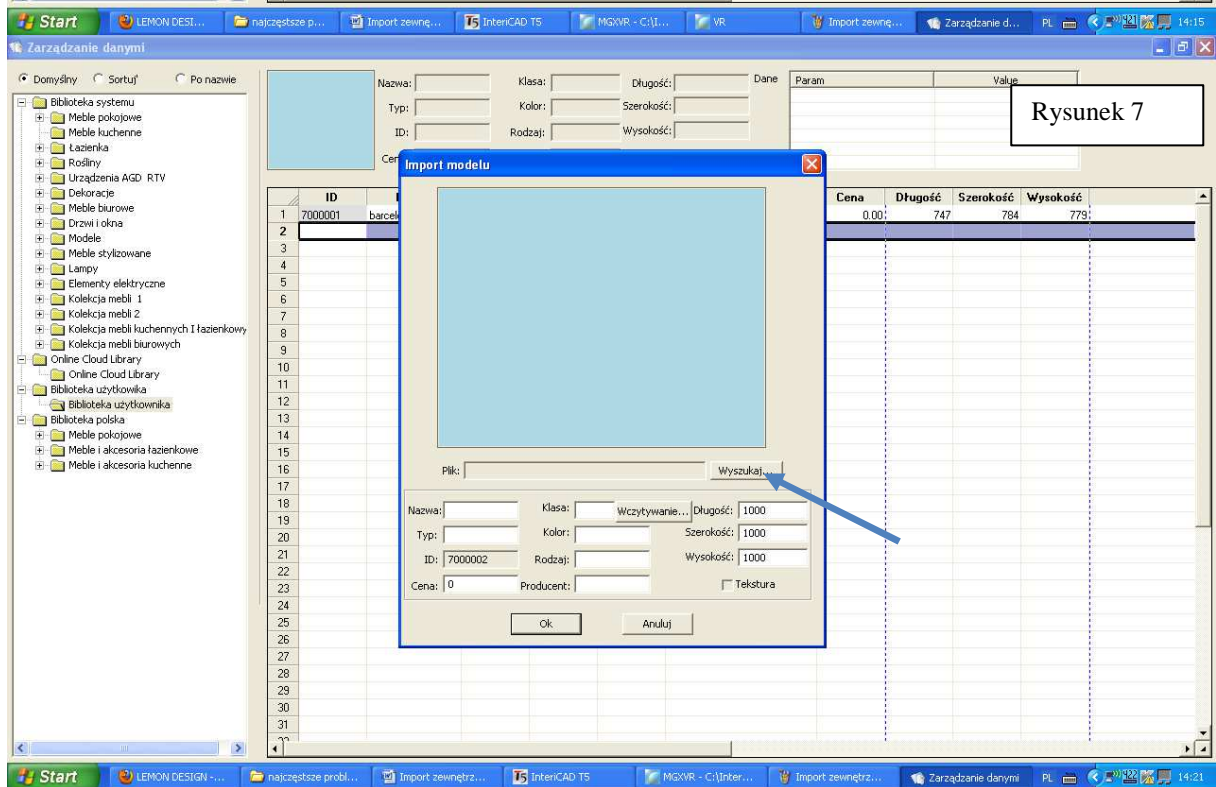 Start LEMON DESI... najczęstsze p... Import zewnę... InteriCAD T5 MGXVR - C:\I... VR Import zewnę... Zarządzanie d... PL 14:15
Zarządzanie danymi
Domyślny Sortuj' Po nazwie
Nazwa: Klasa: Długość: Dane Param Value
Typ: Kolor: Szerokość:
ID: Rodzaj: Wysokość:
Rysunek 7
Biblioteka systemu
Meble pokojowe
Meble kuchenne
Łazienka
Rośliny
Urządzenia AGD RTV
Dekoracje
Meble biurowe
Drzwi i okna
Modele
Meble stylizowane
Lampy
Elementy elektryczne
Kolekcja mebli 1
Kolekcja mebli 2
Kolekcja mebli kuchennych I łazienkowy
Kolekcja mebli biurowych
Online Cloud Library
Online Cloud Library
Biblioteka użytkowika
Biblioteka użytkownika
Biblioteka polska
Meble pokojowe
Meble i akcesoria łazienkowe
Meble i akcesoria kuchenne
ID Cena Długość Szerokość Wysokość
1 7000001 barcel 0.00 747 784 779
2
3
4
5
6
7
8
9
10
11
12
13
14
15
16
17
18
19
20
21
22
23
24
25
26
27
28
29
30
31
Import modelu
Plik: Wyszukaj...
Nazwa: Klasa: Wczytywanie... Długość: 1000
Typ: Kolor: Szerokość: 1000
ID: 7000002 Rodzaj: Wysokość: 1000
Cena: 0 Producent: Tekstura
Ok Anuluj
Start LEMON DESIGN -... najczęstsze probl... Import zewnętrz... InteriCAD T5 MGXVR - C:\Inter... Import zewnętrz... Zarządzanie danymi PL 14:21